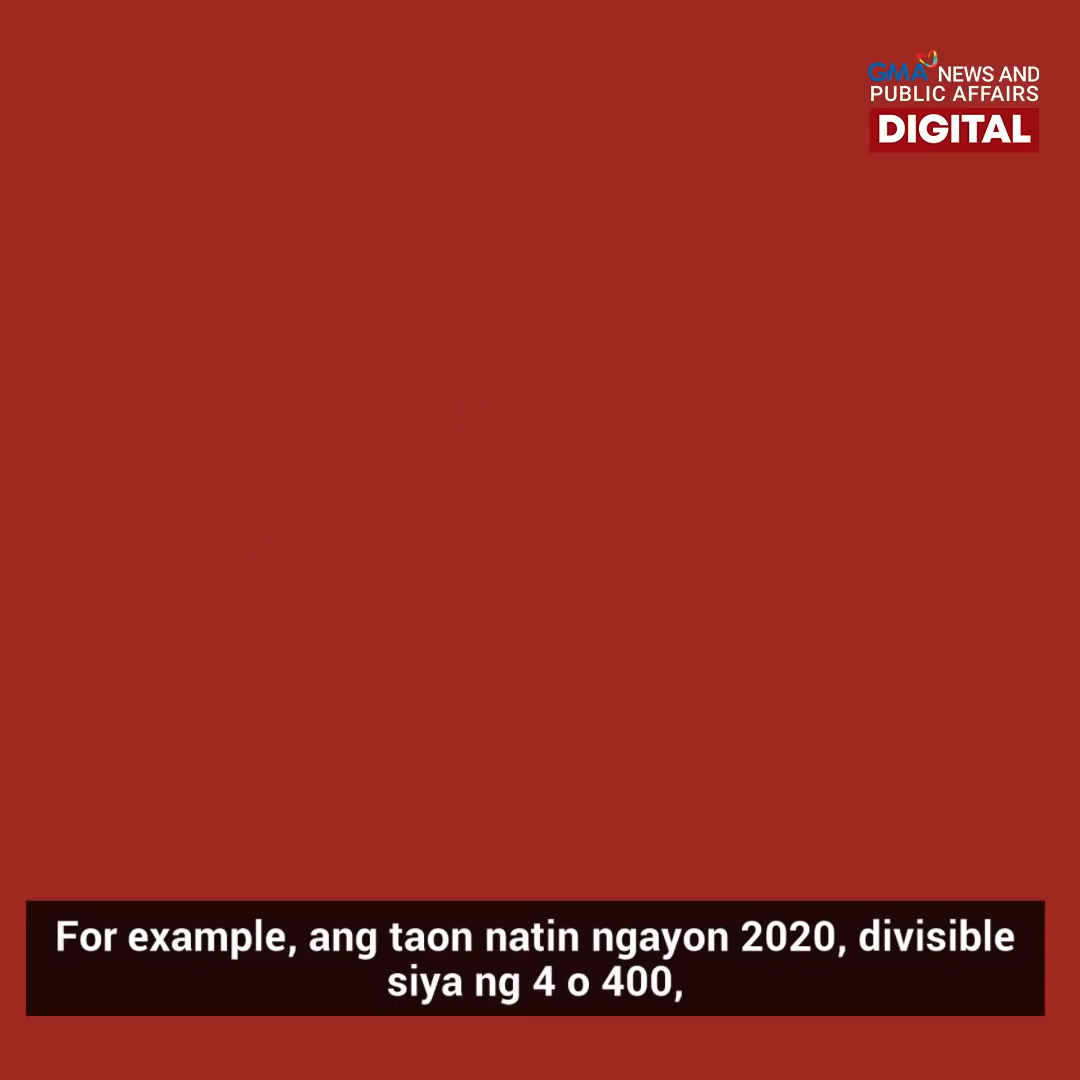 GMA NEWS AND
PUBLIC AFFAIRS
DIGITAL
For example, ang taon natin ngayon 2020, divisible
siya ng 4 o 400,